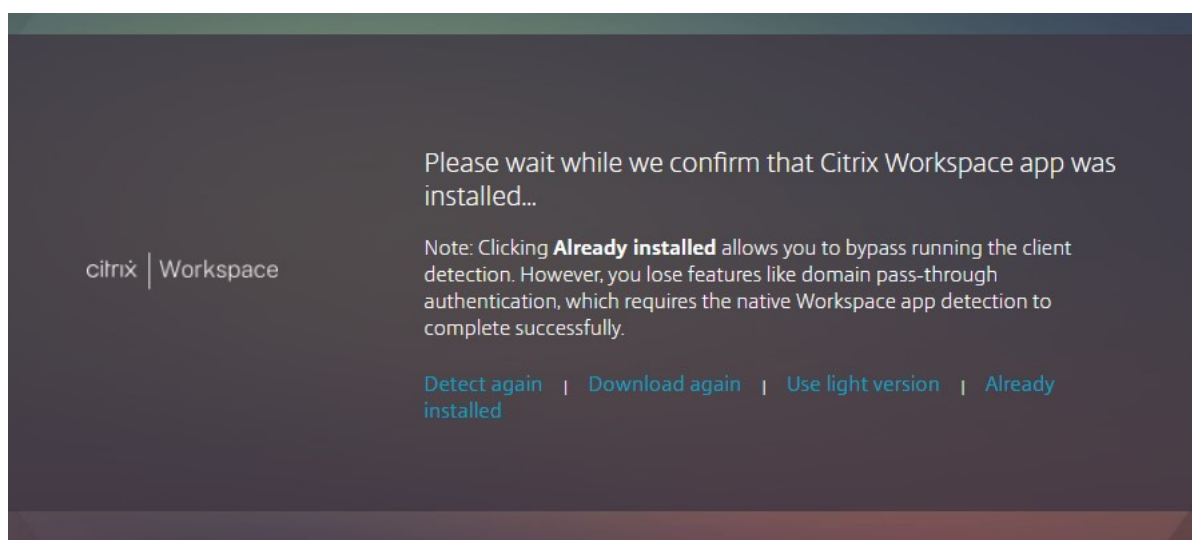 Please wait while we confirm that Citrix Workspace app was
installed...
Note: Clicking Already installed allows you to bypass running the client
detection. However, you lose features like domain pass-through
authentication, which requires the native Workspace app detection to
complete successfully.
citrix | Workspace
Detect again | Download again | Use light version | Already
installed